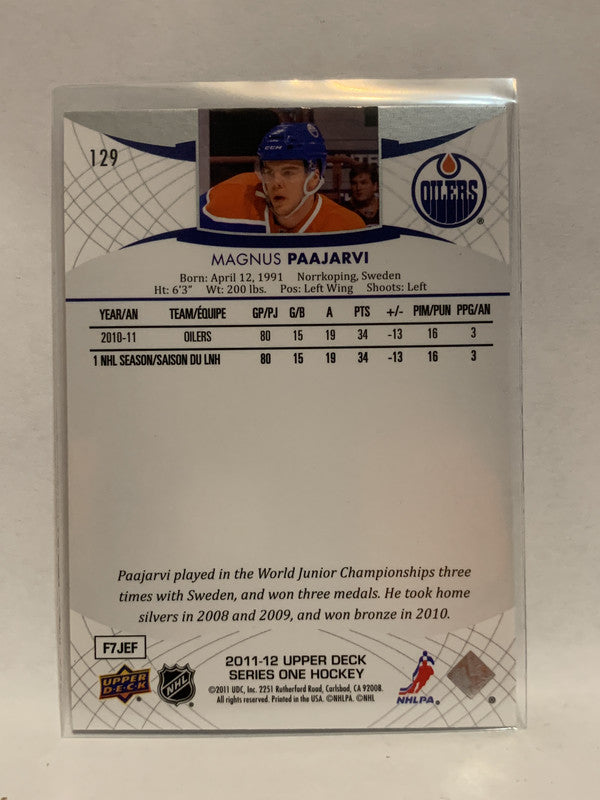 129
CCM
OILERS
®
MAGNUS PAAJARVI
Born: April 12, 1991 Norrkoping, Sweden
Ht: 6'3" Wt: 200 lbs. Pos: Left Wing Shoots: Left
YEAR/AN TEAM/ÉQUIPE GP/PJ G/B A PTS +/- PIM/PUN PPG/AN
2010-11 OILERS 80 15 19 34 -13 16 3
1 NHL SEASON/SAISON DU LNH 80 15 19 34 -13 16 3
Paajarvi played in the World Junior Championships three
times with Sweden, and won three medals. He took home
silvers in 2008 and 2009, and won bronze in 2010.
F7JEF
UPPER DECK
NHL
2011-12 UPPER DECK
SERIES ONE HOCKEY
©2011 UDC, Inc. 2251 Rutherford Road, Carlsbad, CA 92008.
All rights reserved. Printed in the USA. ©NHLPA. ©NHL
NHLPA.
®